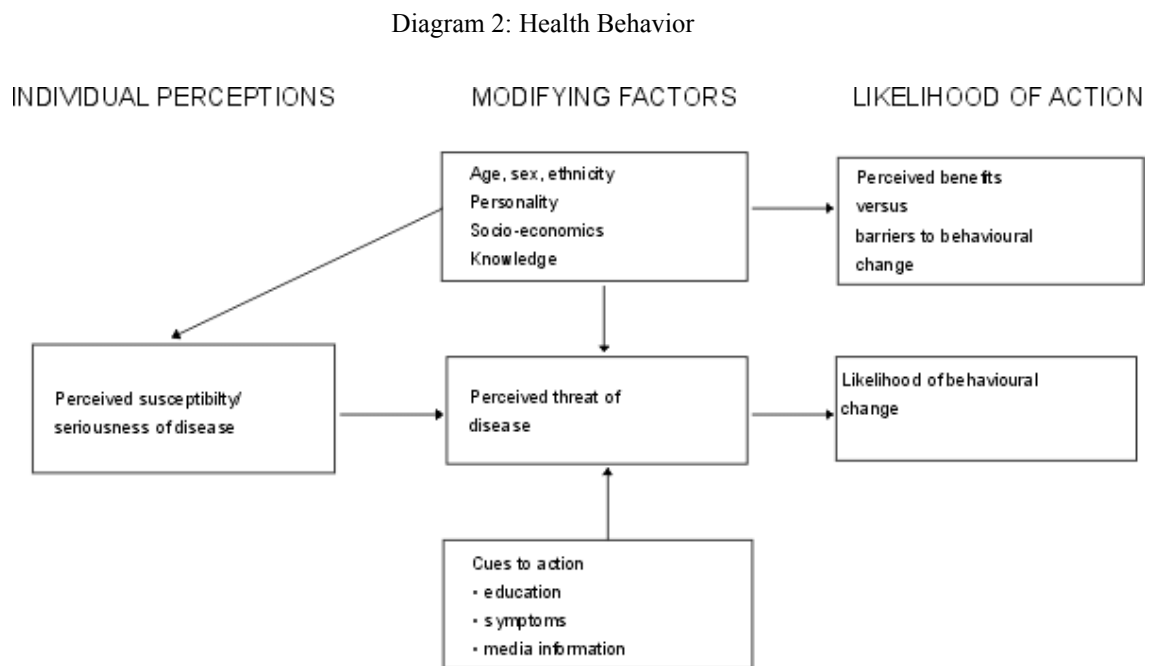 Diagram 2: Health Behavior
INDIVIDUAL PERCEPTIONS
MODIFYING FACTORS
LIKELIHOOD OF ACTION
Age, sex, ethnicity
Personality
Socio-economics
Knowledge
Perceived benefits
versus
barriers to behavioural
change
Perceived susceptibilty/
seriousness of disease
Perceived threat of
disease
Likelihood of behavioural
change
Cues to action
• education
• symptoms
• media information